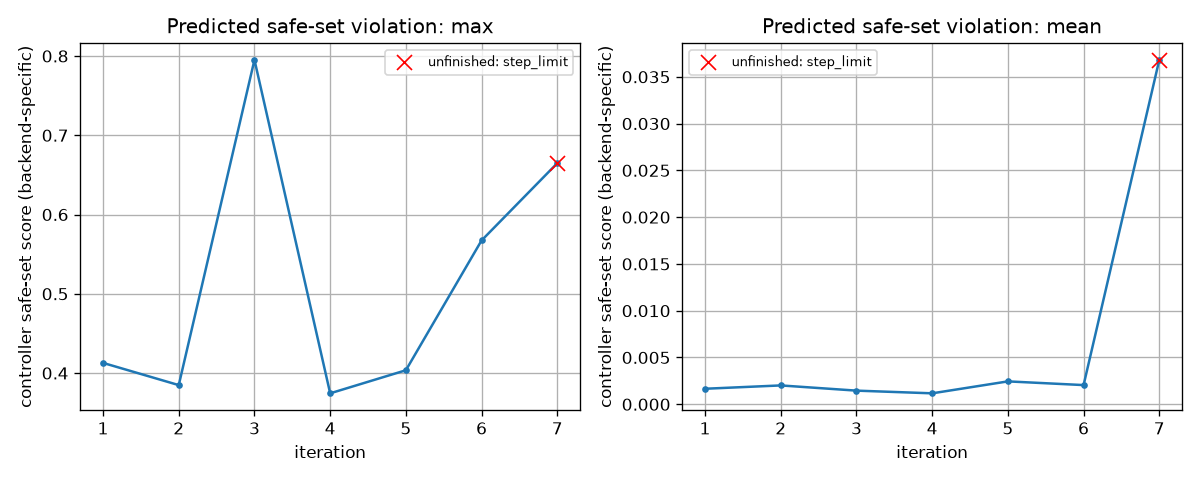 Predicted safe-set violation: max
controller safe-set score (backend-specific)
0.8
0.7
0.6
0.5
0.4
unfinished: step_limit
1 2 3 4 5 6 7
iteration
Predicted safe-set violation: mean
controller safe-set score (backend-specific)
0.035
0.030
0.025
0.020
0.015
0.010
0.005
0.000
unfinished: step_limit
1 2 3 4 5 6 7
iteration